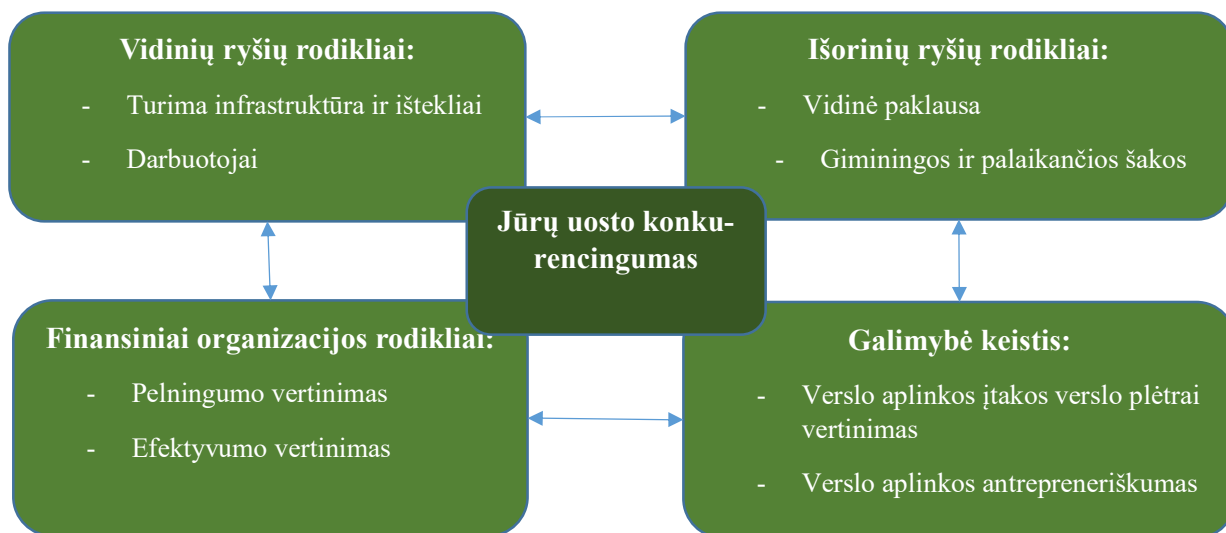 Vidinių ryšių rodikliai:
- Turima infrastruktūra ir ištekliai
- Darbuotojai
Išorinių ryšių rodikliai:
- Vidinė paklausa
- Giminingos ir palaikančios šakos
Jūrų uosto konku-
rencingumas
Finansiniai organizacijos rodikliai:
- Pelningumo vertinimas
- Efektyvumo vertinimas
Galimybė keistis:
- Verslo aplinkos įtakos verslo plėtrai
vertinimas
- Verslo aplinkos antrepreneriškumas